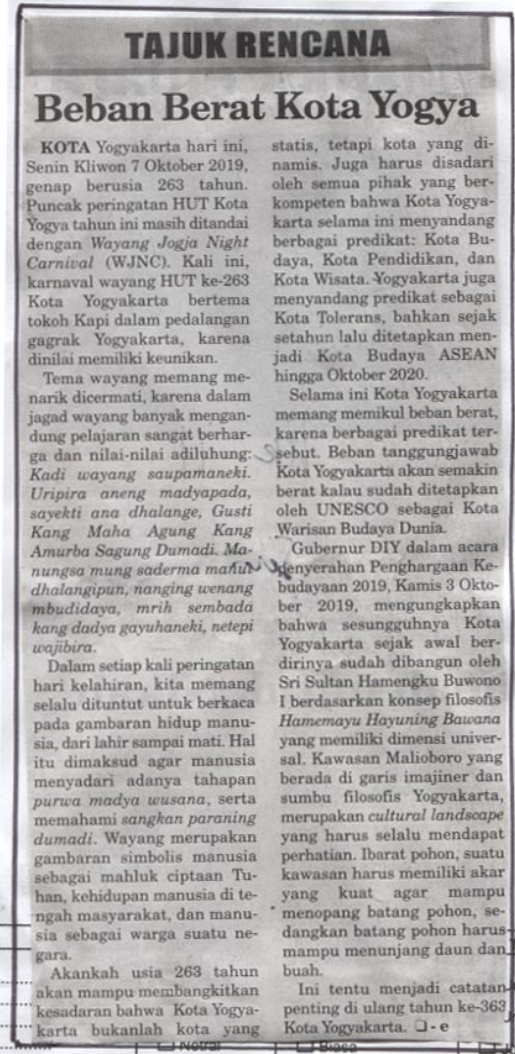 TAJUK RENCANA
Beban Berat Kota Yogya
KOTA Yogyakarta hari ini,
Senin Kliwon 7 Oktober 2019,
genap berusia 263 tahun.
Puncak peringatan HUT Kota
Yogya tahun ini masih ditandai
dengan Wayang Jogja Night
Carnival (WJNC). Kali ini,
karnaval wayang HUT ke-263
Kota Yogyakarta bertema
tokoh Kapi dalam pedalangan
gagrak Yogyakarta, karena
dinilai memiliki keunikan.
Tema wayang memang me-
narik dicermati, karena dalam
jagad wayang banyak mengan-
dung pelajaran sangat berhar-
ga dan nilai-nilai adiluhung:
Kadi wayang saupamaneki.
Uripira aneng madyapada,
sayekti ana dhalange, Gusti
Kang Maha Agung Kang
Amurba Sagung Dumadi. Ma-
nungsa mung saderma manut
dhalangipun, nanging wenang
mbudidaya, mrih sembada
kang dadya gayuhaneki, netepi
wajibira.
Dalam setiap kali peringatan
hari kelahiran, kita memang
selalu dituntut untuk berkaca
pada gambaran hidup manu-
sia, dari lahir sampai mati. Hal
itu dimaksud agar manusia
menyadari adanya tahapan
purwa madya wusana, serta
memahami sangkan paraning
dumadi. Wayang merupakan
gambaran simbolis manusia
sebagai mahluk ciptaan Tu-
han, kehidupan manusia di te-
ngah masyarakat, dan manu-
sia sebagai warga suatu ne-
gara.
Akankah usia 263 tahun
akan mampu membangkitkan
kesadaran bahwa Kota Yogya-
karta bukanlah kota yang
statis, tetapi kota yang di-
namis. Juga harus disadari
oleh semua pihak yang ber-
kompeten bahwa Kota Yogya-
karta selama ini menyandang
berbagai predikat: Kota Bu-
daya, Kota Pendidikan, dan
Kota Wisata. Yogyakarta juga
menyandang predikat sebagai
Kota Tolerans, bahkan sejak
setahun lalu ditetapkan men-
jadi Kota Budaya ASEAN
hingga Oktober 2020.
Selama ini Kota Yogyakarta
memang memikul beban berat,
karena berbagai predikat ter-
sebut. Beban tanggungjawab
Kota Yogyakarta akan semakin
berat kalau sudah ditetapkan
oleh UNESCO sebagai Kota
Warisan Budaya Dunia.
Gubernur DIY dalam acara
penyerahan Penghargaan Ke-
budayaan 2019, Kamis 3 Okto-
ber 2019, mengungkapkan
bahwa sesungguhnya Kota
Yogyakarta sejak awal ber-
dirinya sudah dibangun oleh
Sri Sultan Hamengku Buwono
I berdasarkan konsep filosofis
Hamemayu Hayuning Bawana
yang memiliki dimensi univer-
sal. Kawasan Malioboro yang
berada di garis imajiner dan
sumbu filosofis Yogyakarta,
merupakan cultural landscape
yang harus selalu mendapat
perhatian. Ibarat pohon, suatu
kawasan harus memiliki akar
yang kuat agar mampu
menopang batang pohon, se-
dangkan batang pohon harus
mampu menunjang daun dan
buah.
Ini tentu menjadi catatan
penting di ulang tahun ke-363
Kota Yogyakarta. ❑ - e